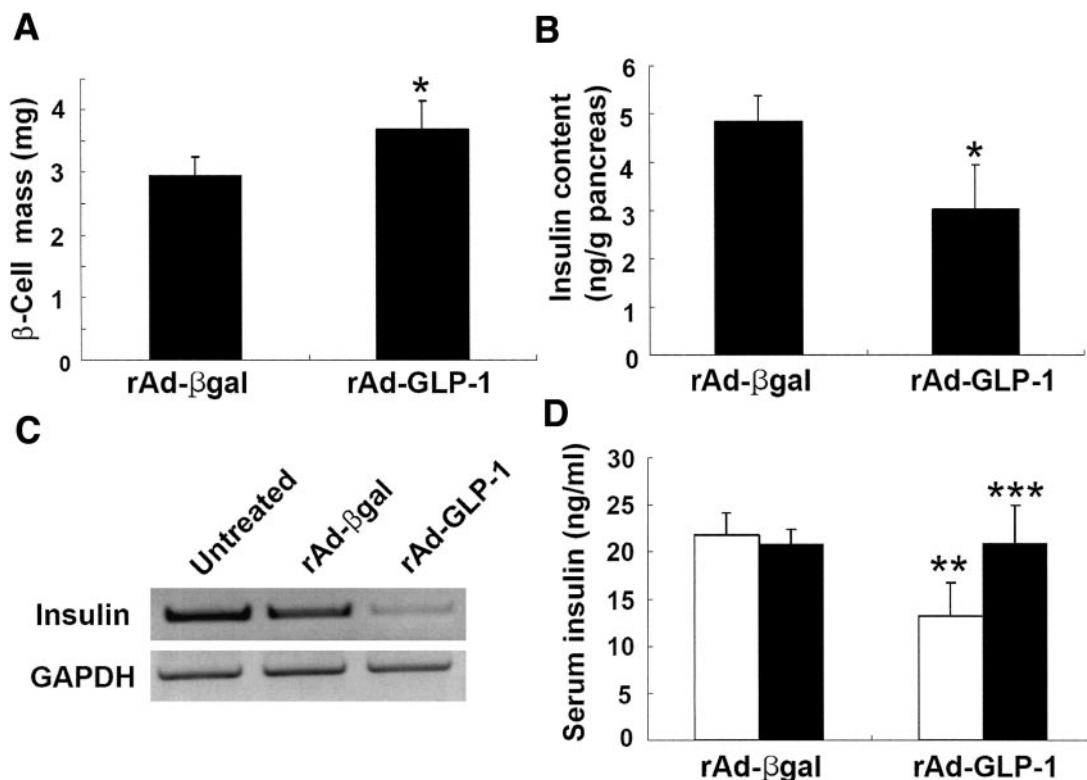 A
β-Cell mass (mg)
4
3
2
1
0
*
rAd-βgal
rAd-GLP-1
B
Insulin content
(ng/g pancreas)
6
5
4
3
2
1
0
*
rAd-βgal
rAd-GLP-1
C
Untreated
rAd-βgal
rAd-GLP-1
Insulin
GAPDH
D
Serum insulin (ng/ml)
30
25
20
15
10
5
0
**
***
rAd-βgal
rAd-GLP-1